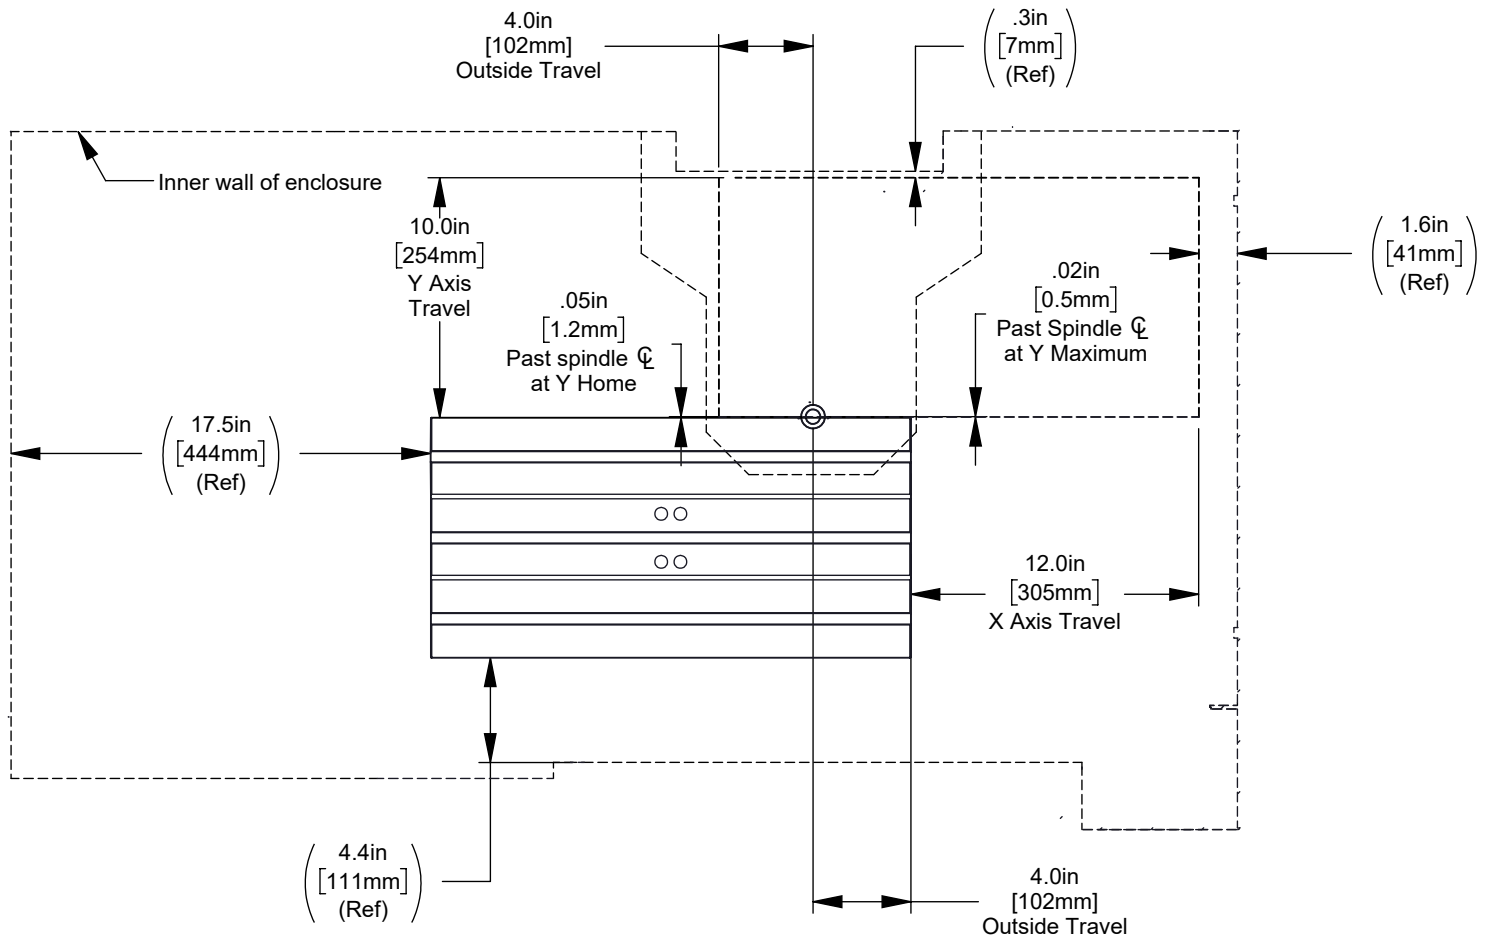 4.0in
[102mm]
Outside Travel
.3in
[7mm]
(Ref)
Inner wall of enclosure
10.0in
[254mm]
Y Axis
Travel
1.6in
[41mm]
(Ref)
.02in
[0.5mm]
Past Spindle ℄
at Y Maximum
.05in
[1.2mm]
Past spindle ℄
at Y Home
17.5in
[444mm]
(Ref)
12.0in
[305mm]
X Axis Travel
4.4in
[111mm]
(Ref)
4.0in
[102mm]
Outside Travel